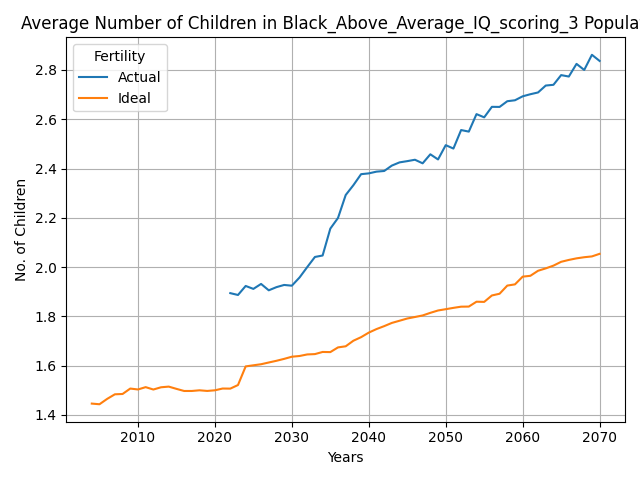 Average Number of Children in Black_Above_Average_IQ_scoring_3 Popula
Fertility
Actual
Ideal
No. of Children
2.8
2.6
2.4
2.2
2.0
1.8
1.6
1.4
2010 2020 2030 2040 2050 2060 2070
Years